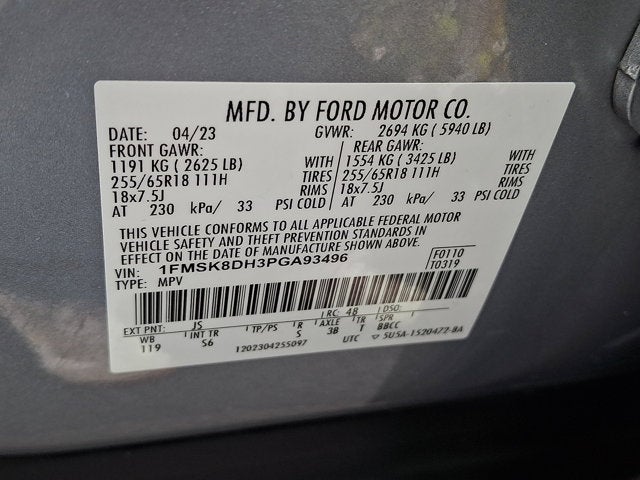 MFD. BY FORD MOTOR CO.
DATE: 04/23 GVWR: 2694 KG ( 5940 LB)
FRONT GAWR: REAR GAWR:
1191 KG ( 2625 LB) WITH 1554 KG ( 3425 LB) WITH
255/65R18 111H TIRES 255/65R18 111H TIRES
18x7.5J RIMS 18x7.5J RIMS
AT 230 kPa/ 33 PSI COLD AT 230 kPa/ 33 PSI COLD
THIS VEHICLE CONFORMS TO ALL APPLICABLE FEDERAL MOTOR
VEHICLE SAFETY AND THEFT PREVENTION STANDARDS IN
EFFECT ON THE DATE OF MANUFACTURE SHOWN ABOVE.
VIN: 1FMSK8DH3PGA93496 F0110
TYPE: MPV T0319
EXT PNT: JS RC: 48 DSO:
WB INT TR TP/PS R AXLE TR BBCC
119 S6 S 3B T
1202304255097 UTC ▽ 5U5A-1520472-BA